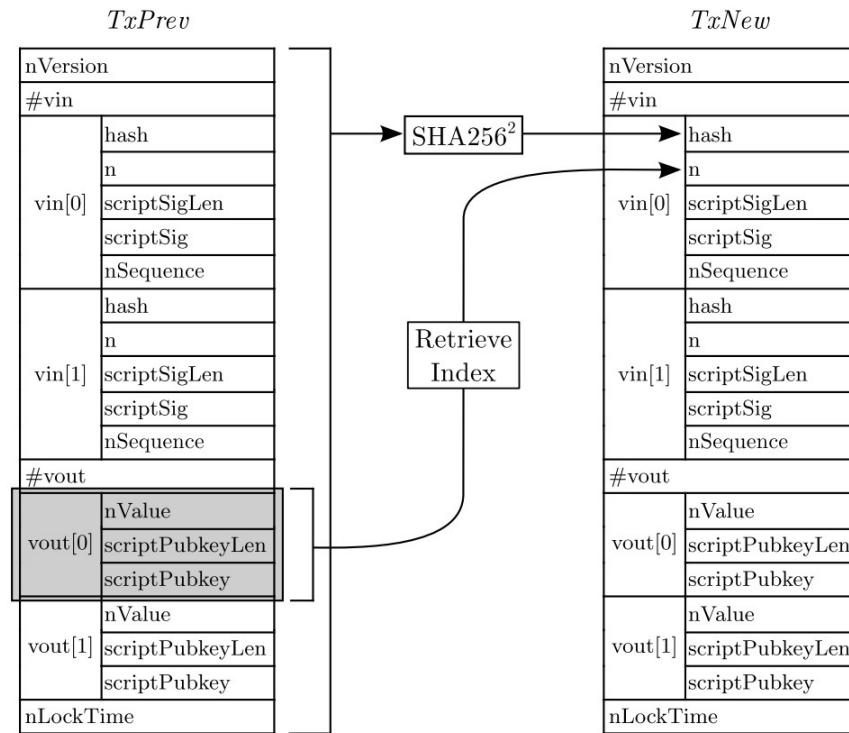 TxPrev
nVersion
#vin
vin[0]
hash
n
scriptSigLen
scriptSig
nSequence
vin[1]
hash
n
scriptSigLen
scriptSig
nSequence
#vout
vout[0]
nValue
scriptPubkeyLen
scriptPubkey
vout[1]
nValue
scriptPubkeyLen
scriptPubkey
nLockTime
SHA256²
Retrieve
Index
TxNew
nVersion
#vin
vin[0]
hash
n
scriptSigLen
scriptSig
nSequence
vin[1]
hash
n
scriptSigLen
scriptSig
nSequence
#vout
vout[0]
nValue
scriptPubkeyLen
scriptPubkey
vout[1]
nValue
scriptPubkeyLen
scriptPubkey
nLockTime